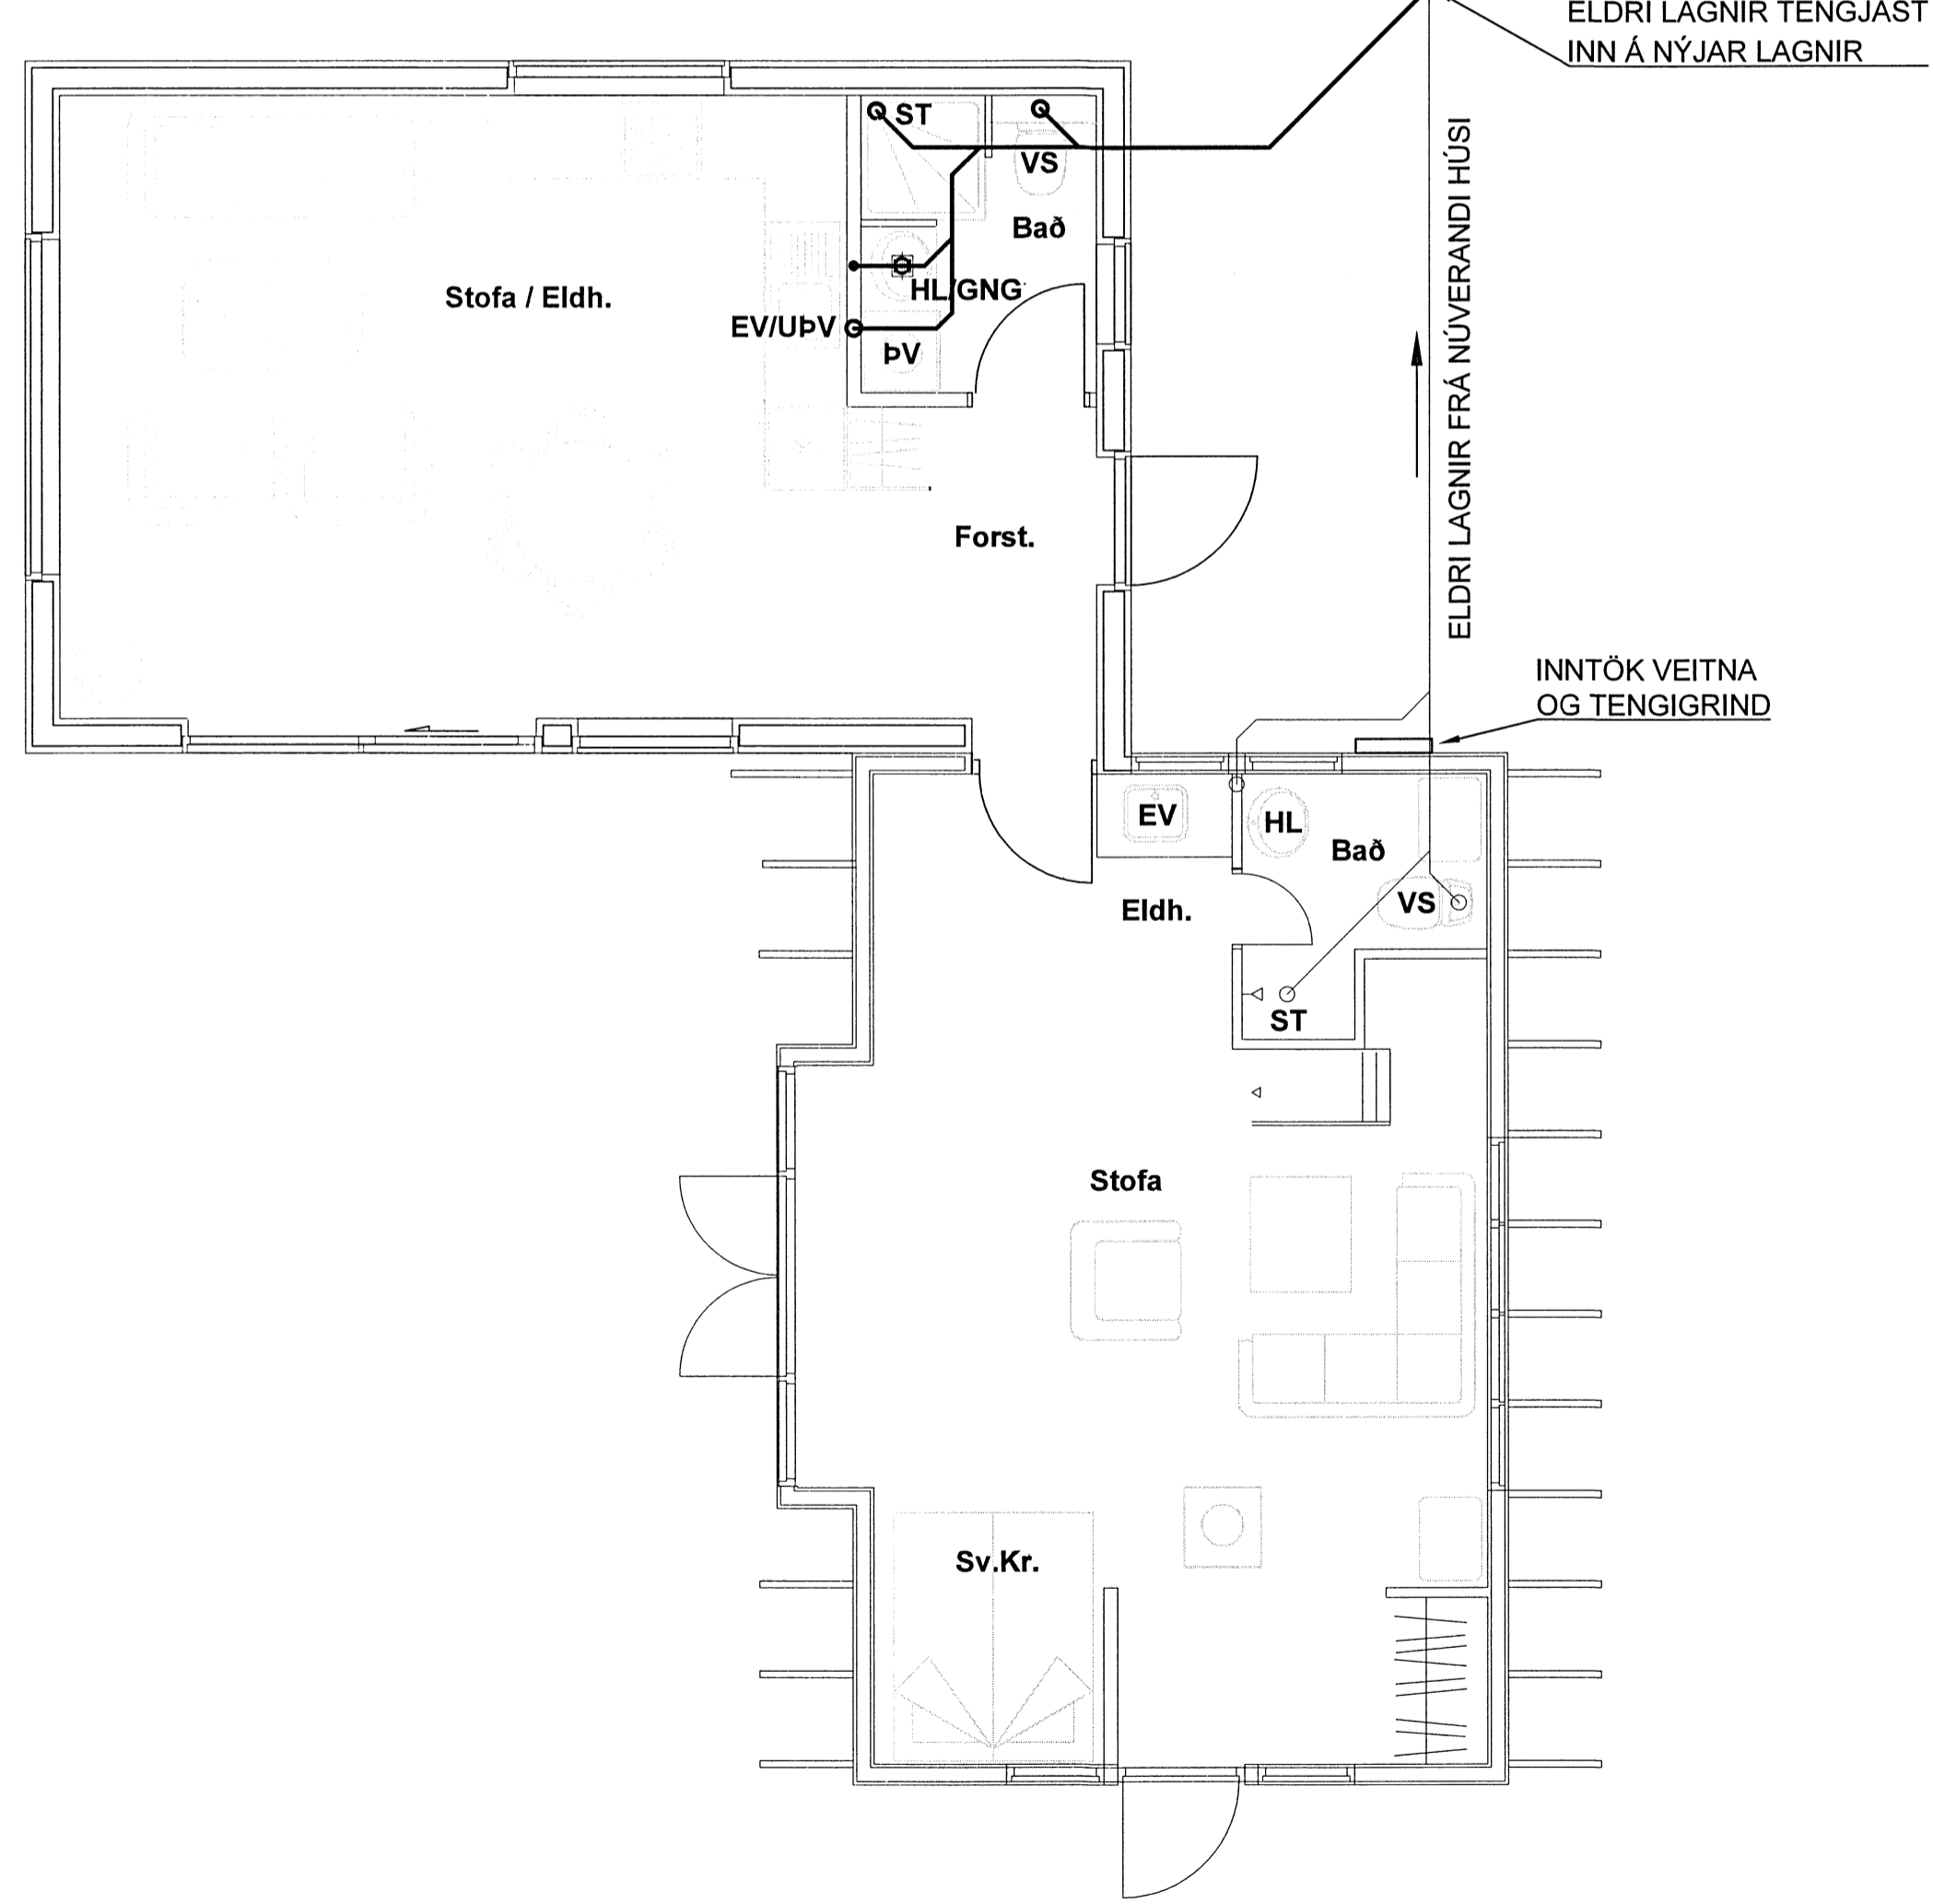 ELDRI LAGNIR TENGJAST
INN Á NÝJAR LAGNIR
ST
VS
Bað
Stofa / Eldh.
HL/GNG
EV/UÞV
ÞV
ELDRI LAGNIR FRÁ NÚVERANDI HÚSI
Forst.
INNTÖK VEITNA
OG TENGIGRIND
EV
HL
Bað
VS
Eldh.
ST
Stofa
Sv.Kr.